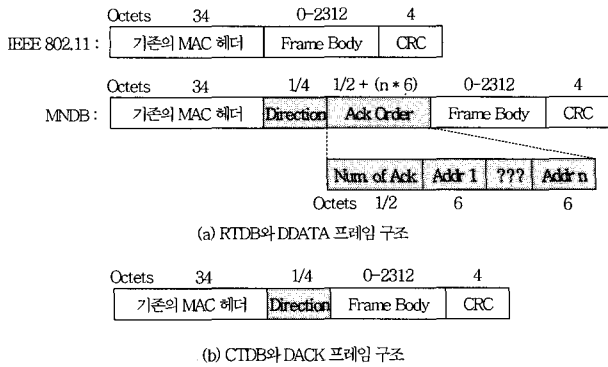 Octets 34 0-2312 4
IEEE 802.11 : 기존의 MAC 헤더 Frame Body CRC
Octets 34 1/4 1/2 + (n * 6) 0-2312 4
MNDB : 기존의 MAC 헤더 Direction Ack Order Frame Body CRC
Num. of Ack Addr 1 ??? Addr n
Octets 1/2 6 6
(a) RTDB와 DDATA 프레임 구조
Octets 34 1/4 0-2312 4
기존의 MAC 헤더 Direction Frame Body CRC
(b) CTDB와 DACK 프레임 구조